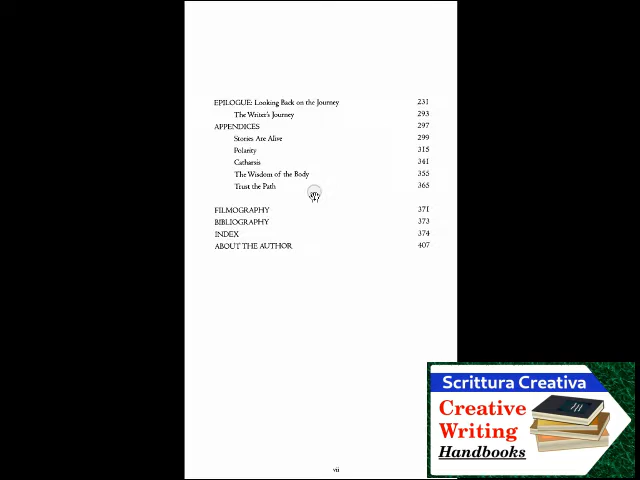 EPILOGUE: Looking Back on the Journey 231
The Writer's Journey 293
APPENDICES 297
Stories Are Alive 299
Polarity 315
Catharsis 341
The Wisdom of the Body 355
Trust the Path 365
FILMOGRAPHY 371
BIBLIOGRAPHY 373
INDEX 374
ABOUT THE AUTHOR 407
vii
Scrittura Creativa
Creative
Writing
Handbooks